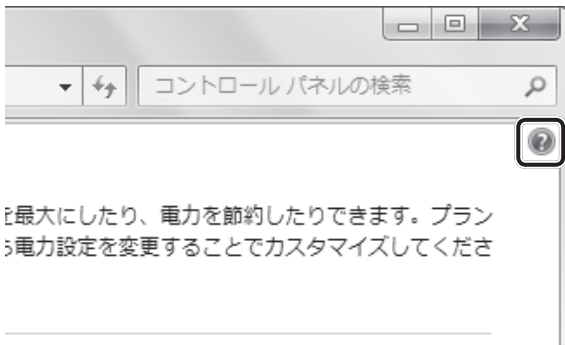 コントロール パネルの検索
を最大にしたり、電力を節約したりできます。プラン
ら電力設定を変更することでカスタマイズしてくださ